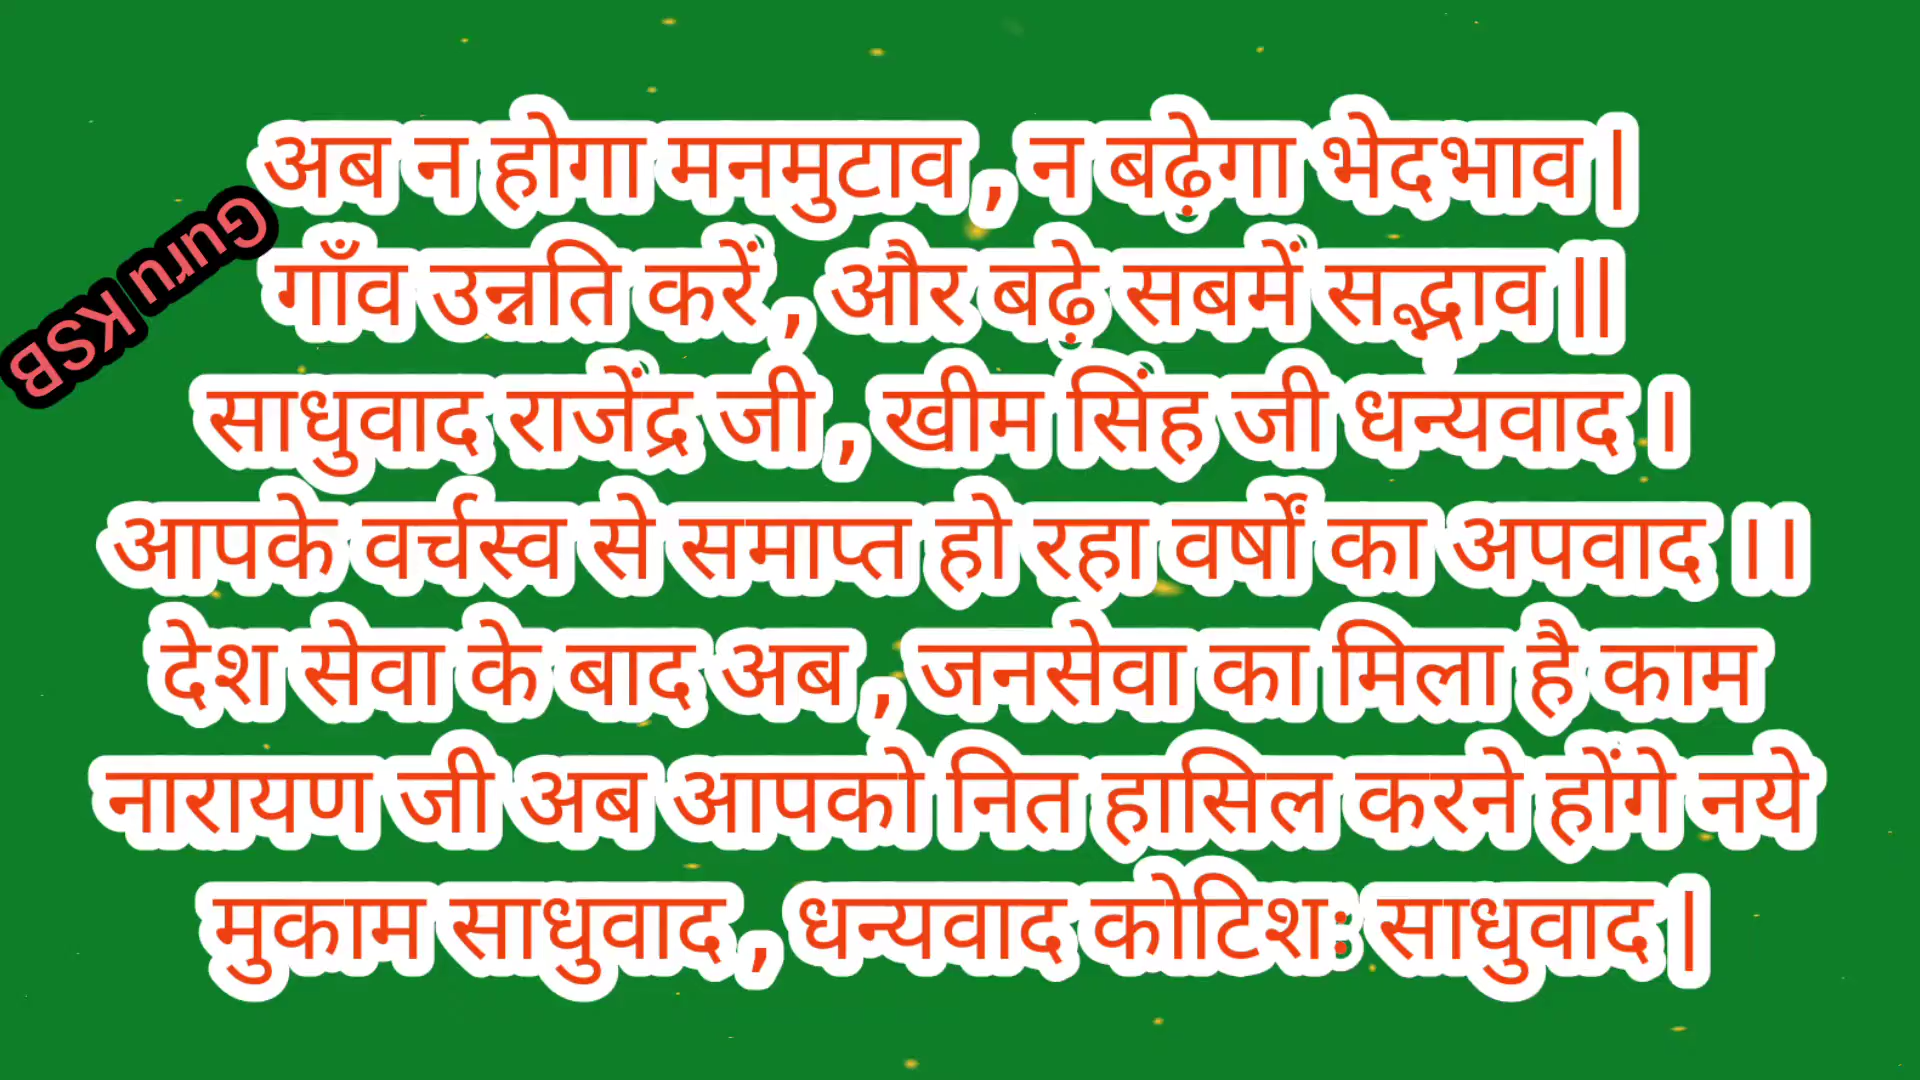 अब न होगा मनमुटाव , न बढ़ेगा भेदभाव |
गाँव उन्नति करें , और बढ़े सबमें सद्भाव ||
साधुवाद राजेंद्र जी , खीम सिंह जी धन्यवाद ।
आपके वर्चस्व से समाप्त हो रहा वर्षों का अपवाद ।।
देश सेवा के बाद अब , जनसेवा का मिला है काम
नारायण जी अब आपको नित हासिल करने होंगे नये
मुकाम साधुवाद , धन्यवाद कोटिशः साधुवाद |
Guru KSB